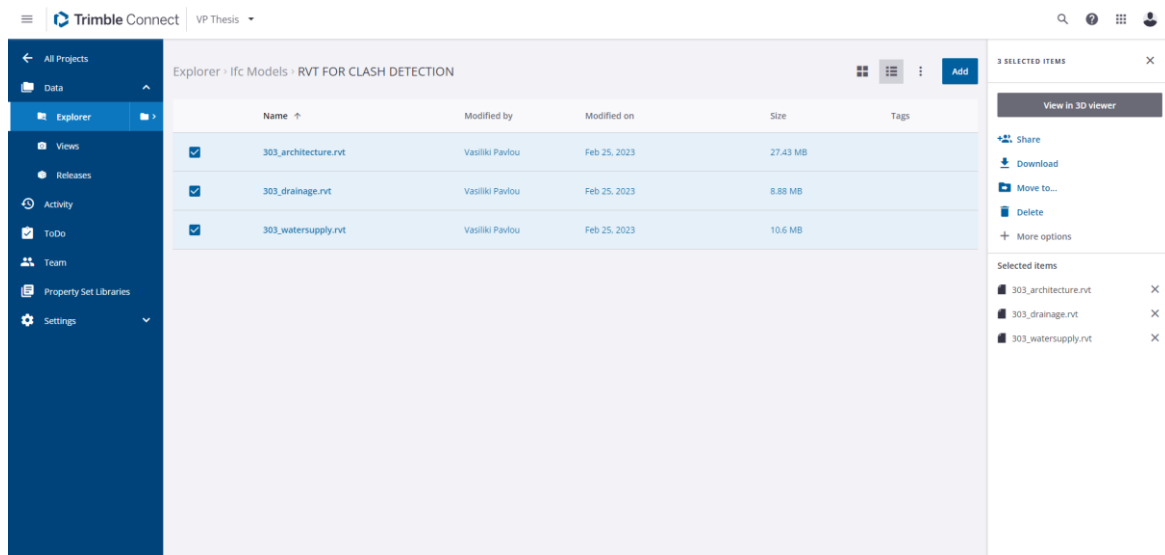 Trimble Connect VP Thesis
All Projects
Data
Explorer
Views
Releases
Activity
ToDo
Team
Property Set Libraries
Settings
Explorer › Ifc Models › RVT FOR CLASH DETECTION
Add
Name ↑ Modified by Modified on Size Tags
303_architecture.rvt Vasiliki Pavlou Feb 25, 2023 27.43 MB
303_drainage.rvt Vasiliki Pavlou Feb 25, 2023 8.88 MB
303_watersupply.rvt Vasiliki Pavlou Feb 25, 2023 10.6 MB
3 SELECTED ITEMS
View in 3D viewer
Share
Download
Move to...
Delete
More options
Selected items
303_architecture.rvt
303_drainage.rvt
303_watersupply.rvt